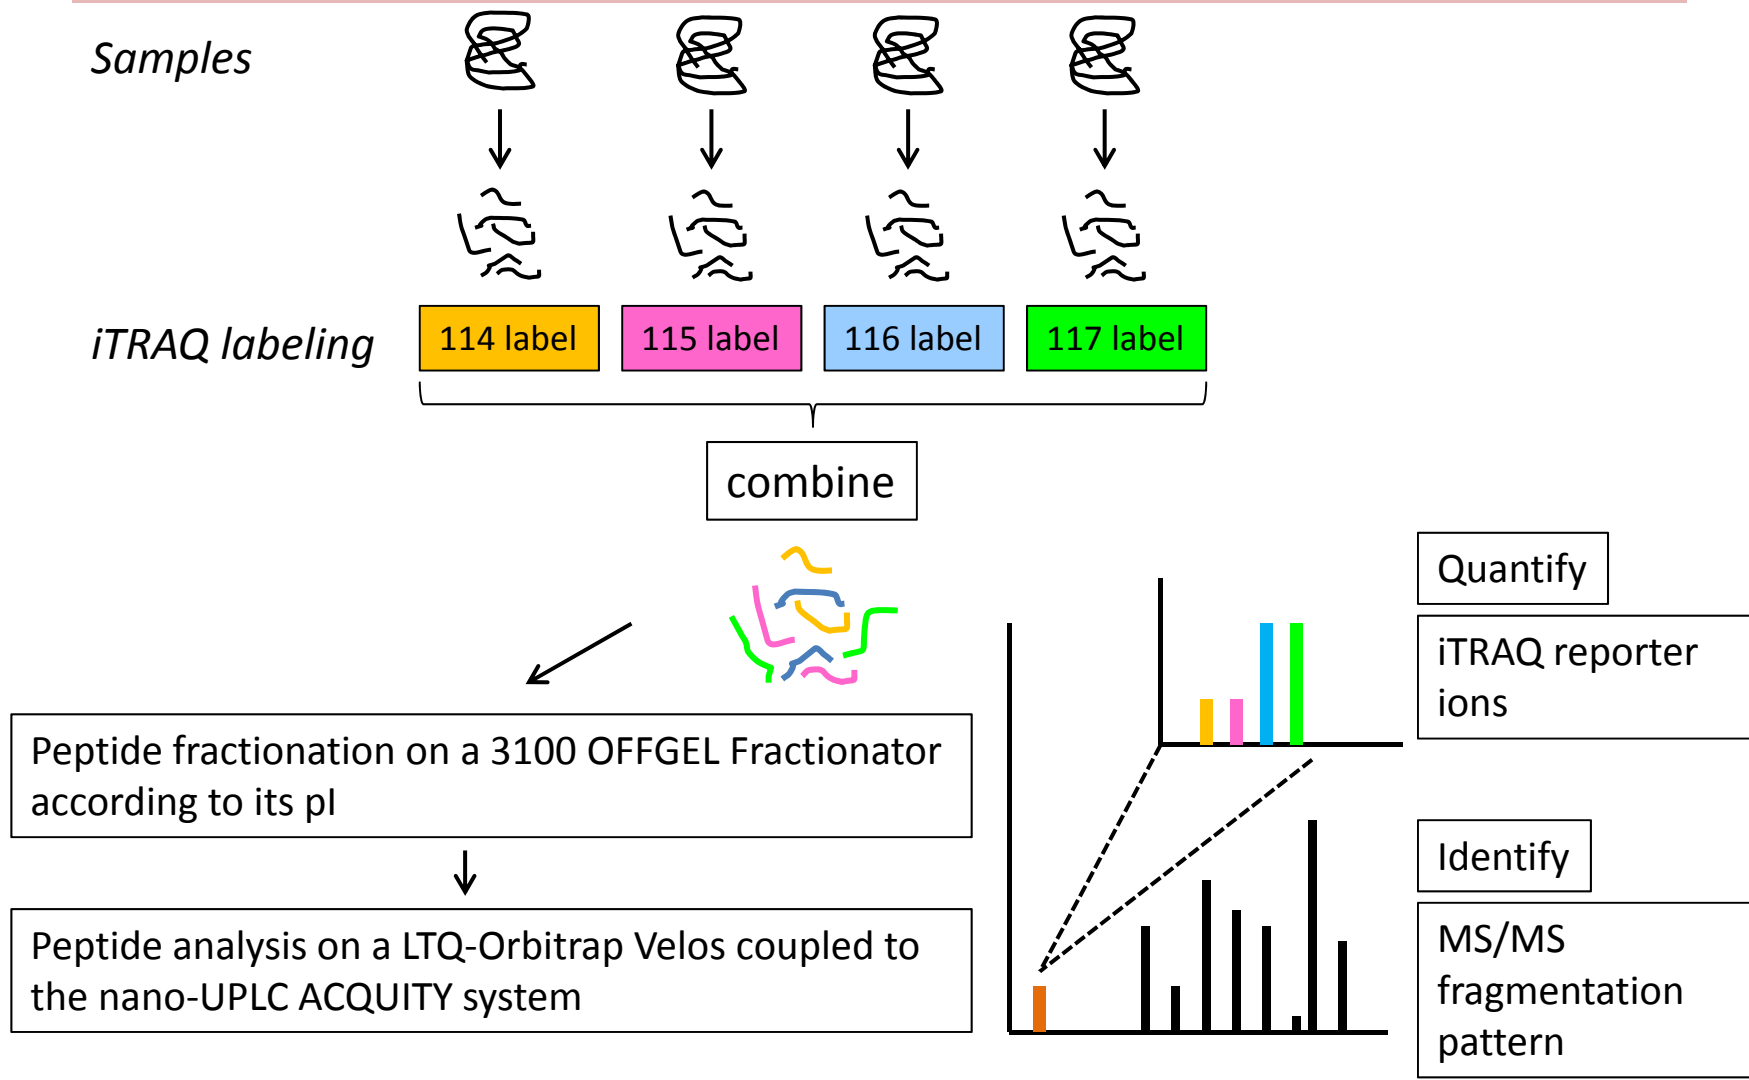 Samples
iTRAQ labeling
114 label
115 label
116 label
117 label
combine
Peptide fractionation on a 3100 OFFGEL Fractionator
according to its pI
Peptide analysis on a LTQ-Orbitrap Velos coupled to
the nano-UPLC ACQUITY system
Quantify
iTRAQ reporter
ions
Identify
MS/MS
fragmentation
pattern